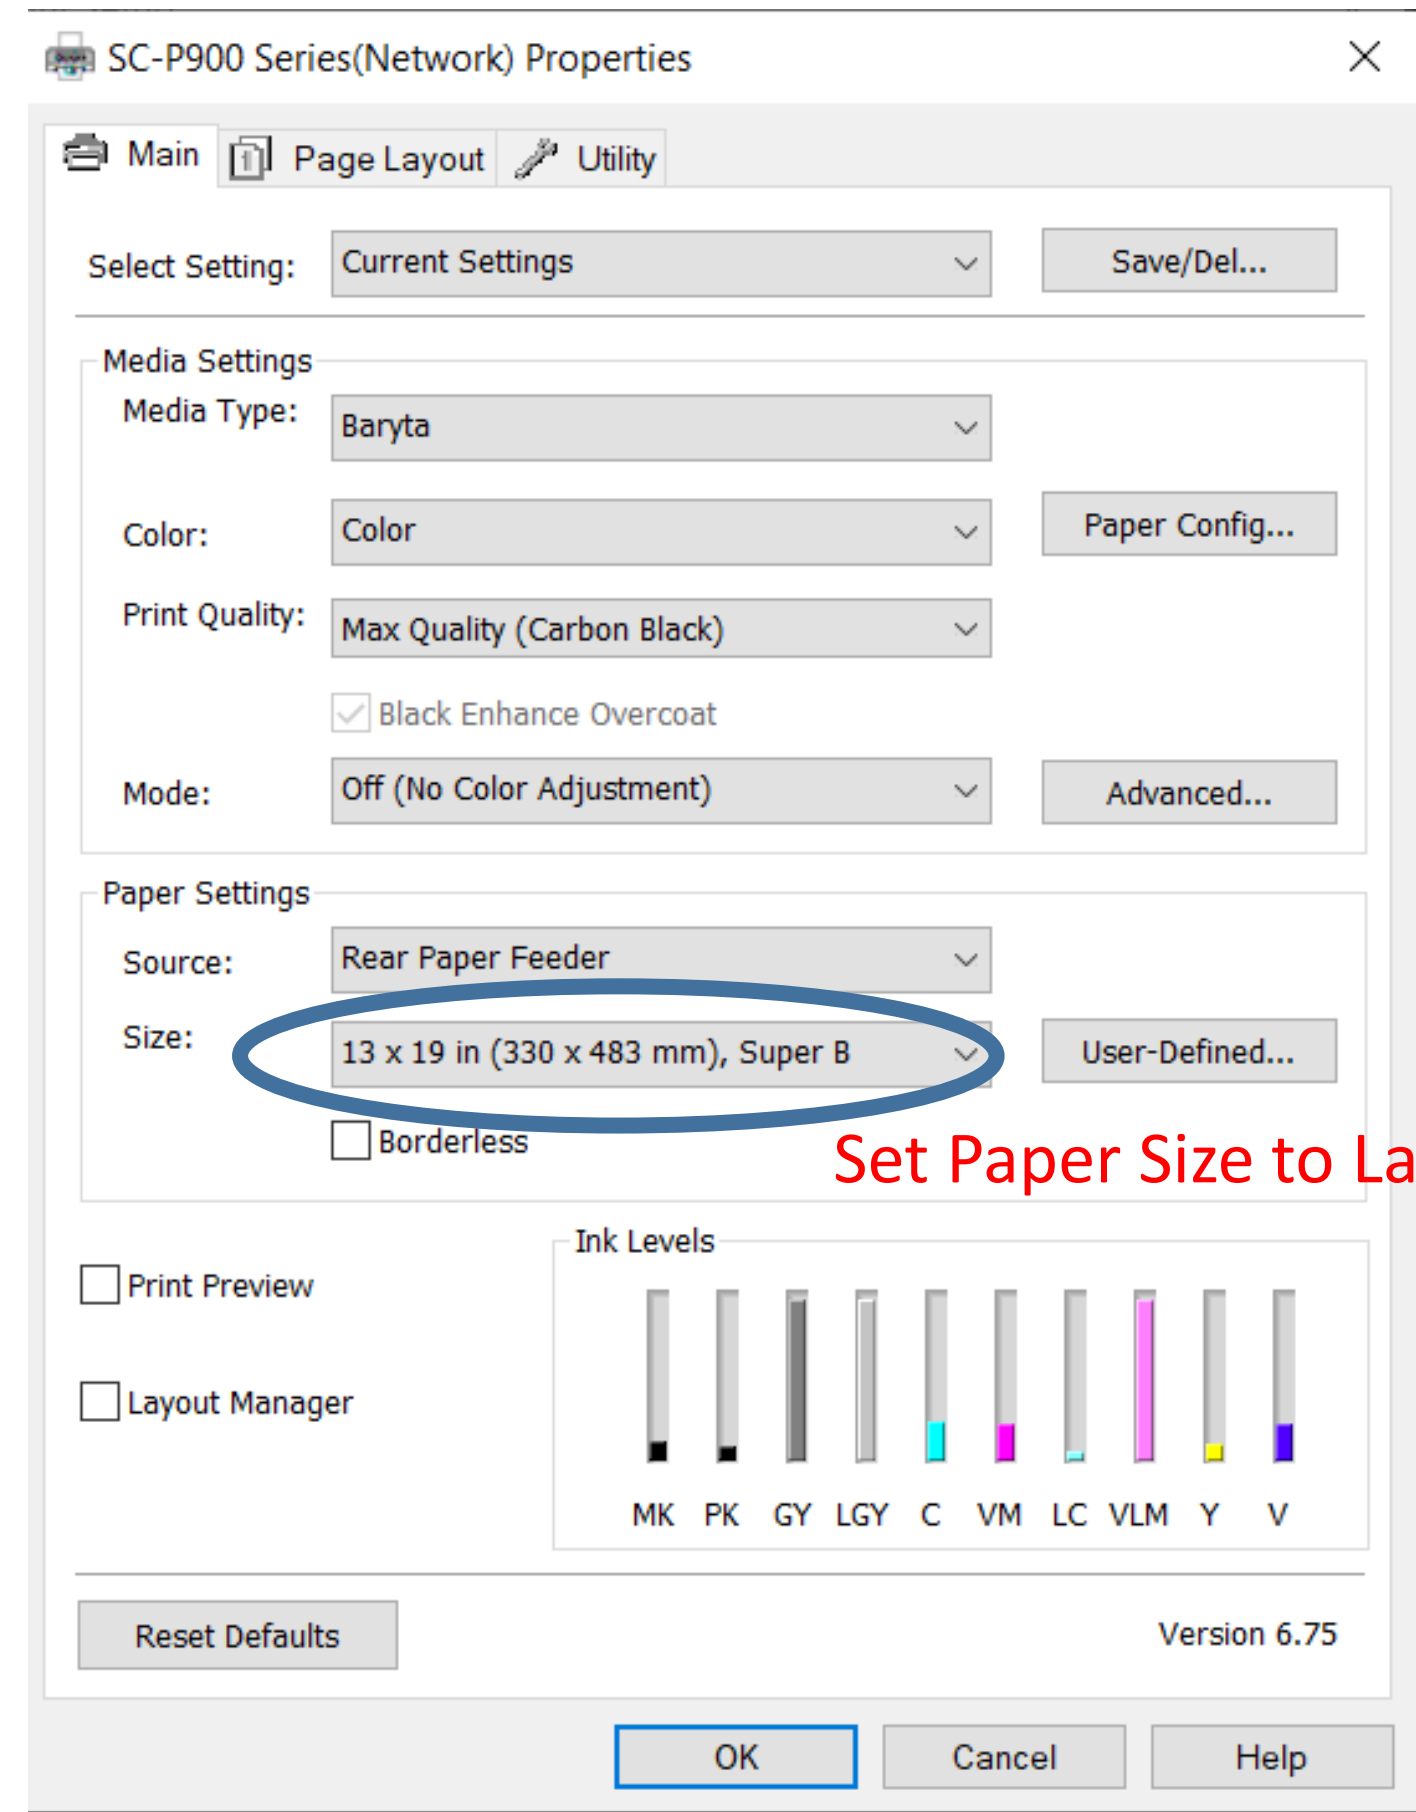 SC-P900 Series(Network) Properties
Main
Page Layout
Utility
Select Setting:
Current Settings
Save/Del...
Media Settings
Media Type:
Baryta
Color:
Color
Paper Config...
Print Quality:
Max Quality (Carbon Black)
Black Enhance Overcoat
Mode:
Off (No Color Adjustment)
Advanced...
Paper Settings
Source:
Rear Paper Feeder
Size:
13 x 19 in (330 x 483 mm), Super B
User-Defined...
Borderless
Set Paper Size to La
Ink Levels
Print Preview
Layout Manager
MK PK GY LGY C VM LC VLM Y V
Reset Defaults
Version 6.75
OK
Cancel
Help